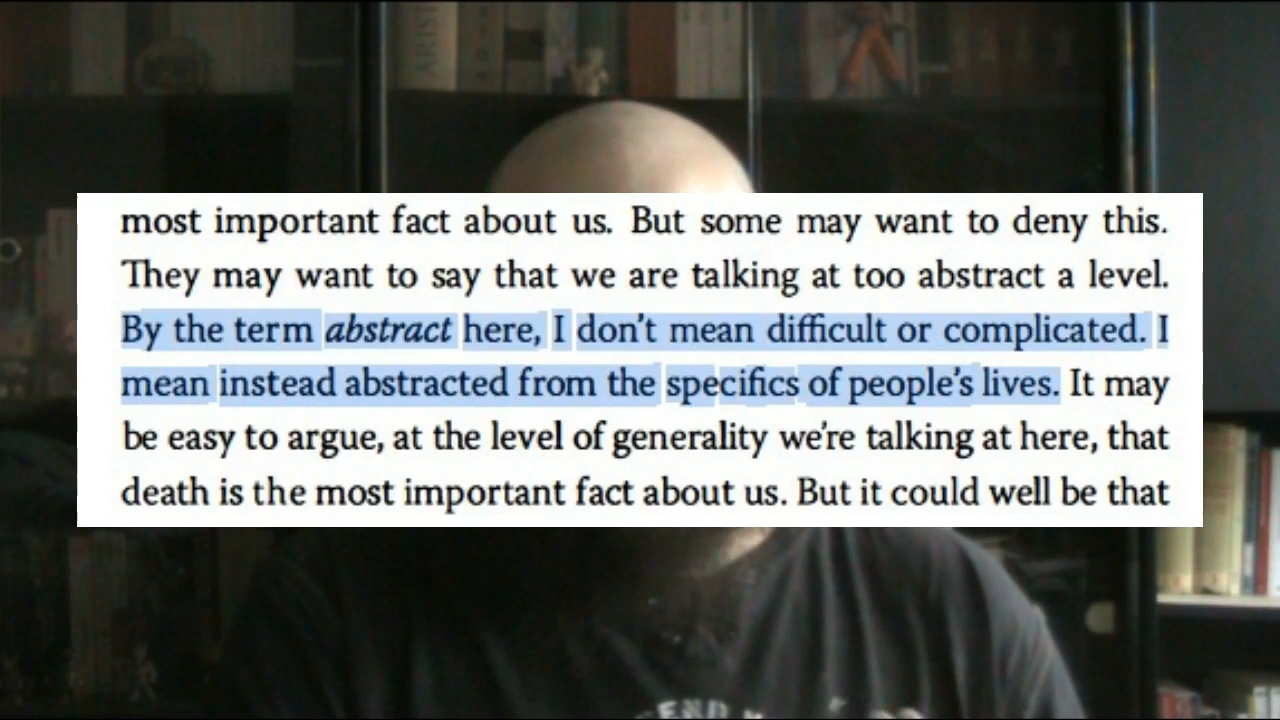 ARIST
most important fact about us. But some may want to deny this.
They may want to say that we are talking at too abstract a level.
By the term abstract here, I don't mean difficult or complicated. I
mean instead abstracted from the specifics of people's lives. It may
be easy to argue, at the level of generality we're talking at here, that
death is the most important fact about us. But it could well be that